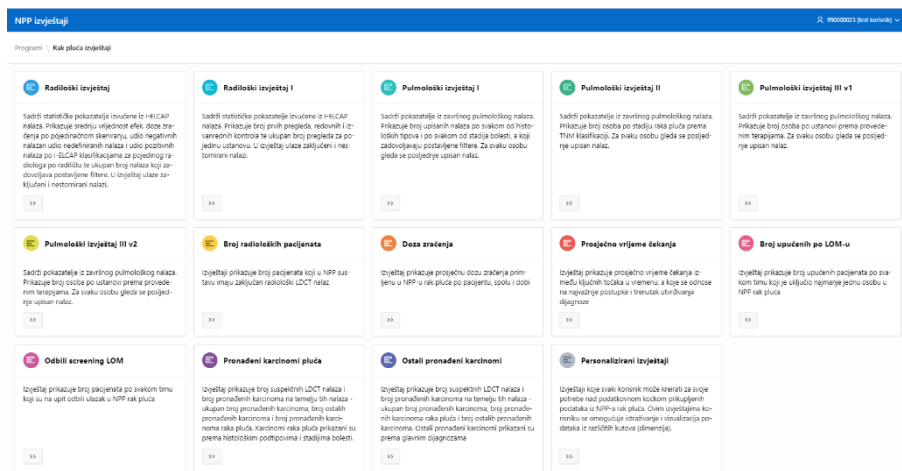 NPP izvještaji
990000023 (test korisnik)
Programi \ Rak pluća izvještaji
Radiološki izvještaj
Sadrži statističke pokazatelje izvučene iz I-ELCAP
nalaza. Prikazuje srednju vrijednost efek. doze zra-
čenja po pojedinačnom skeniranju, udio negativnih
nalazan udio nedefiniranih nalaza i udio pozitivnih
nalaza po I-ELCAP klasifikacijama za pojedinog ra-
diologa po radilištu te ukupan broj nalaza koji za-
dovoljava postavljene filtere. U izvještaj ulaze za-
ključeni i nestornirani nalazi.
>>
Radiološki izvještaj I
Sadrži statističke pokazatelje izvučene iz I-ELCAP
nalaza. Prikazuje broj prvih pregleda, redovnih i iz-
vanrednih kontrola te ukupan broj pregleda za po-
jedinu ustanovu. U izvještaj ulaze zaključeni i nes-
tornirani nalazi.
>>
Pulmološki izvještaj I
Sadrži pokazatelje iz završnog pulmološkog nalaza.
Prikazuje broj upisanih nalaza po svakom od histo-
loških tipova i po svakom od stadija bolesti, a koji
zadovoljavaju postavljene filtere. Za svaku osobu
gleda se posljednje upisan nalaz.
>>
Pulmološki izvještaj II
Sadrži pokazatelje iz završnog pulmološkog nalaza.
Prikazuje broj osoba po stadiju raka pluća prema
TNM klasifikaciji. Za svaku osobu gleda se posljed-
nje upisan nalaz.
>>
Pulmološki izvještaj III v1
Sadrži pokazatelje iz završnog pulmološkog nalaza.
Prikazuje broj osoba po ustanovi prema provede-
nim terapijama. Za svaku osobu gleda se posljed-
nje upisan nalaz.
>>
Pulmološki izvještaj III v2
Sadrži pokazatelje iz završnog pulmološkog nalaza.
Prikazuje broj osoba po ustanovi prema provede-
nim terapijama. Za svaku osobu gleda se posljed-
nje upisan nalaz.
>>
Broj radioloških pacijenata
Izvještaji prikazuje broj pacijenata koji u NPP sus-
tavu imaju zaključan radiološki LDCT nalaz
>>
Doza zračenja
Izvještaj prikazuje prosječnu dozu zračenja prim-
ljenu u NPP-u rak pluća po pacijentu, spolu i dobi
>>
Prosječno vrijeme čekanja
Izvještaj prikazuje prosječno vrijeme čekanja iz-
među ključnih točaka u vremenu, a koje se odnose
na najvažnije postupke i trenutak utvrđivanja
dijagnoze
>>
Broj upućenih po LOM-u
Izvještaj prikazuje broj upućenih pacijenata po sva-
kom timu koji je uključio najmanje jednu osobu u
NPP rak pluća
>>
Odbili screening LOM
Izvještaj prikazuje broj pacijenata po svakom timu
koji su na upit odbili ulazak u NPP rak pluća
>>
Pronađeni karcinomi pluća
Izvještaj prikazuje broj suspektnih LDCT nalaza i
broj pronađenih karcinoma na temelju tih nalaza -
ukupan broj pronađenih karcinoma, broj ostalih
pronađenih karcinoma i broj pronađenih karci-
noma raka pluća. Karcinomi raka pluća prikazani su
prema histološkim podtipovima i stadijima bolesti.
>>
Ostali pronađeni karcinomi
Izvještaj prikazuje broj suspektnih LDCT nalaza i
broj pronađenih karcinoma na temelju tih nalaza -
ukupan broj pronađenih karcinoma, broj pronađe-
nih karcinoma raka pluća i broj ostalih pronađenih
karcinoma. Ostali pronađeni karcinomi prikazani su
prema glavnim dijagnozama
>>
Personalizirani izvještaji
Izvještaji koje svaki korisnik može kreirati za svoje
potrebe nad podatkovnom kockom prikupljenih
podataka iz NPP-a rak pluća. Ovim izvještajima ko-
risniku se omogućuje istraživanje i vizualizacija po-
dataka iz različitih kutova (dimenzija).
>>